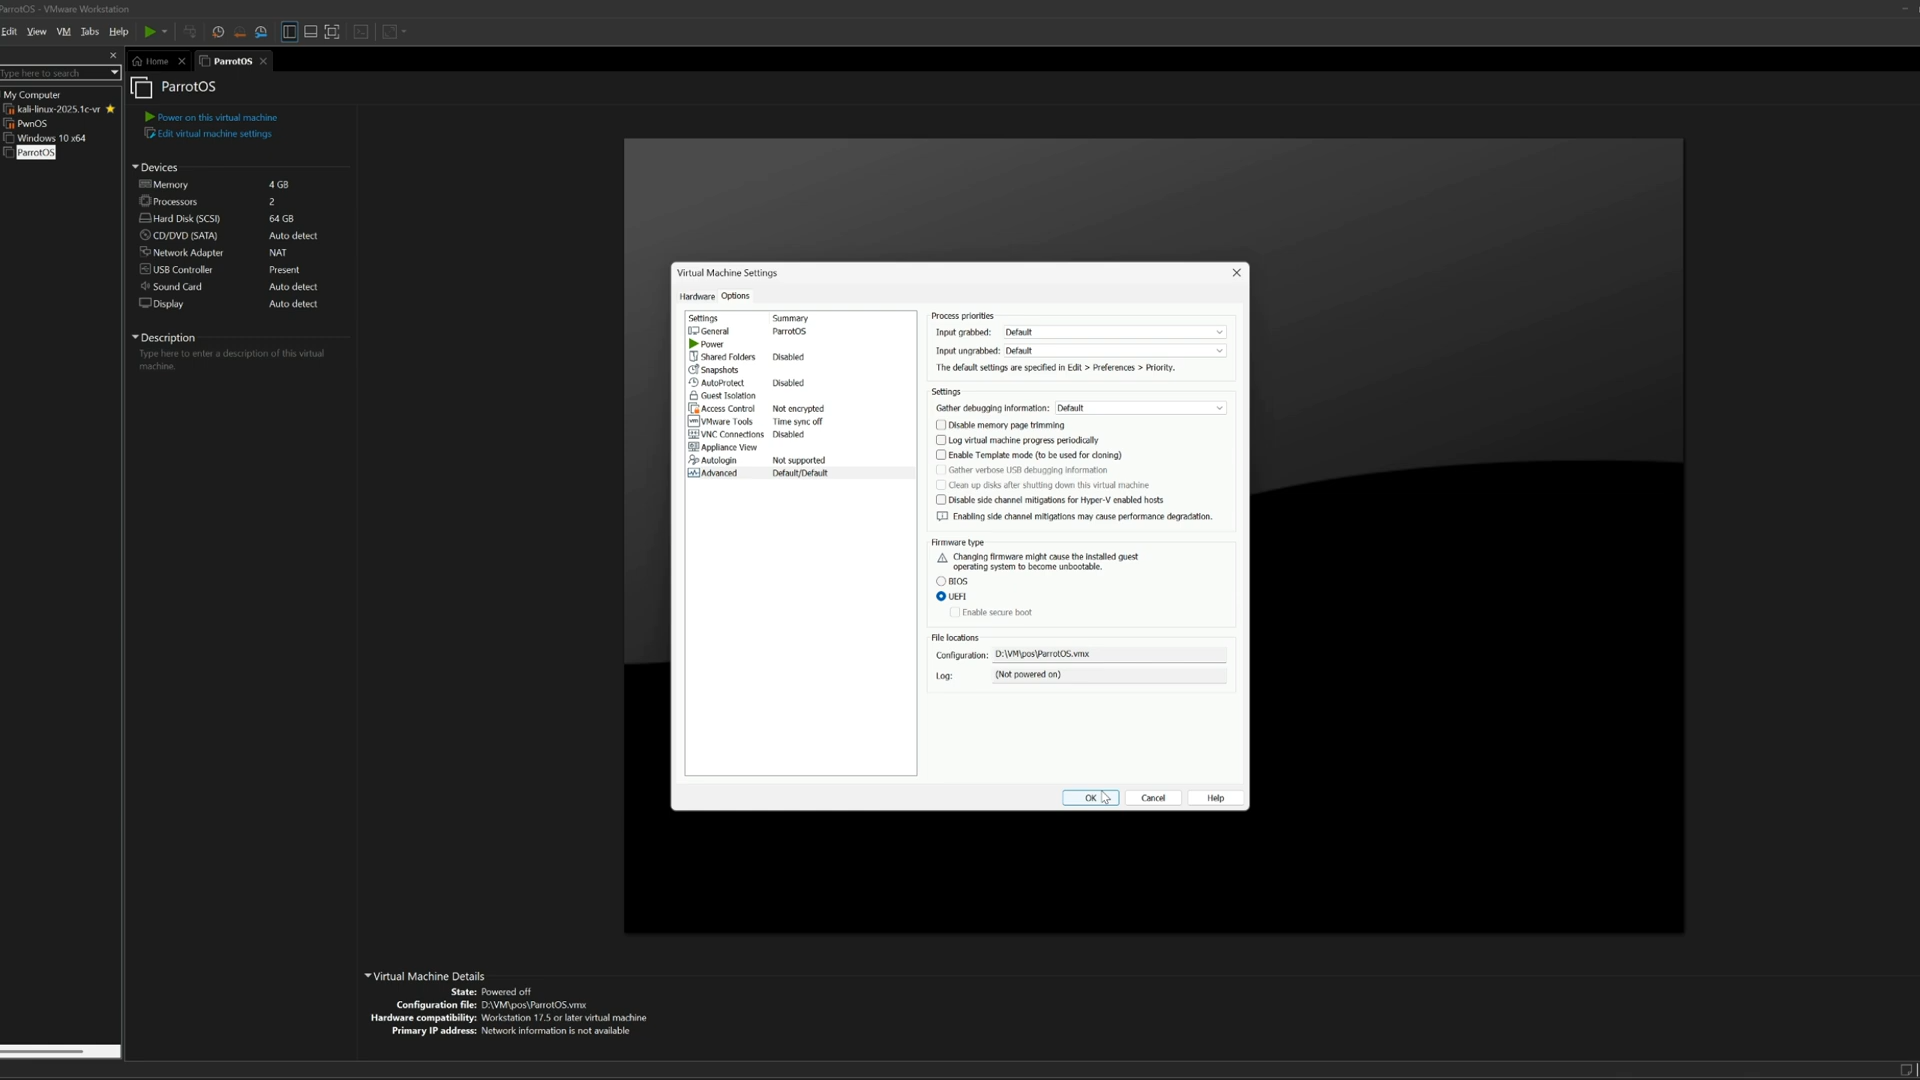 ParrotOS - VMware Workstation
Edit View VM Tabs Help
Home ParrotOS
Type here to search
My Computer
kali-linux-2025.1c-vr
PwnOS
Windows 10 x64
ParrotOS
ParrotOS
Power on this virtual machine
Edit virtual machine settings
Devices
Memory 4 GB
Processors 2
Hard Disk (SCSI) 64 GB
CD/DVD (SATA) Auto detect
Network Adapter NAT
USB Controller Present
Sound Card Auto detect
Display Auto detect
Description
Type here to enter a description of this virtual
machine.
Virtual Machine Settings
Hardware Options
Settings Summary
General ParrotOS
Power
Shared Folders Disabled
Snapshots
AutoProtect Disabled
Guest Isolation
Access Control Not encrypted
VMware Tools Time sync off
VNC Connections Disabled
Appliance View
Autologin Not supported
Advanced Default/Default
Process priorities
Input grabbed: Default
Input ungrabbed: Default
The default settings are specified in Edit > Preferences > Priority.
Settings
Gather debugging information: Default
Disable memory page trimming
Log virtual machine progress periodically
Enable Template mode (to be used for cloning)
Gather verbose USB debugging information
Clean up disks after shutting down this virtual machine
Disable side channel mitigations for Hyper-V enabled hosts
Enabling side channel mitigations may cause performance degradation.
Firmware type
Changing firmware might cause the installed guest
operating system to become unbootable.
BIOS
UEFI
Enable secure boot
File locations
Configuration: D:\VM\pos\ParrotOS.vmx
Log: (Not powered on)
OK Cancel Help
Virtual Machine Details
State: Powered off
Configuration file: D:\VM\pos\ParrotOS.vmx
Hardware compatibility: Workstation 17.5 or later virtual machine
Primary IP address: Network information is not available